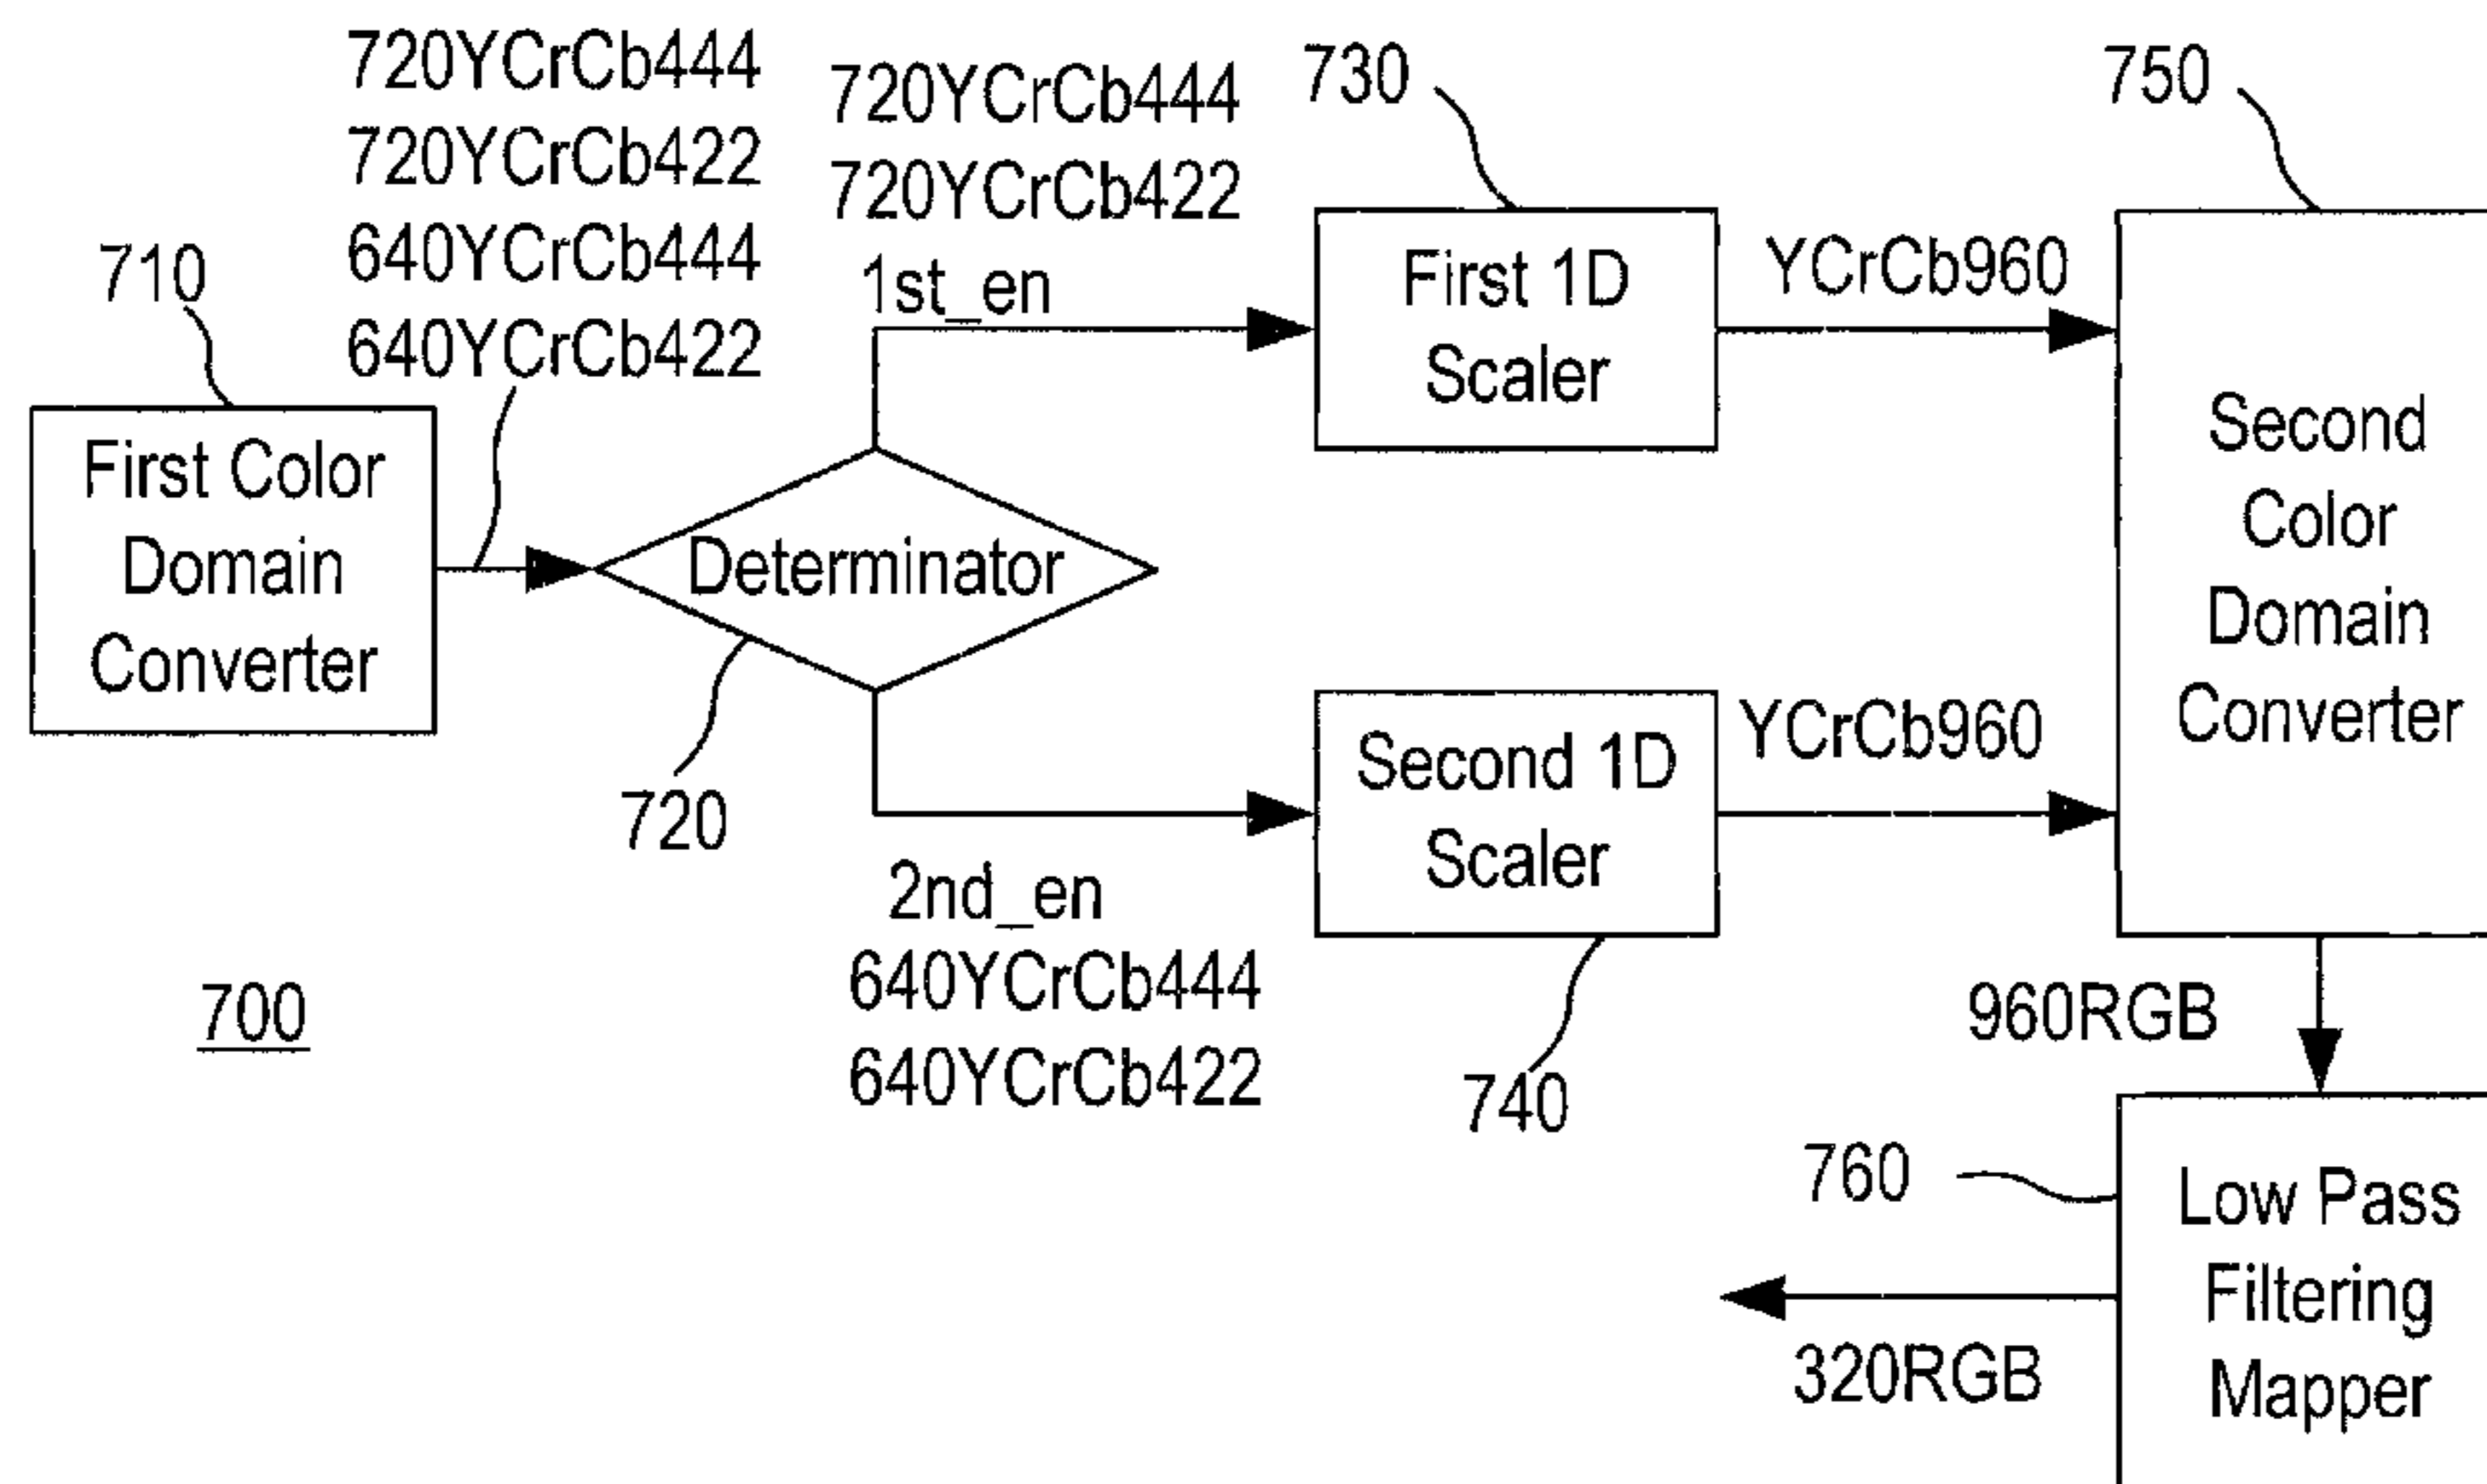 720YCrCb444
720YCrCb422
640YCrCb444
640YCrCb422
710
First Color
Domain
Converter
720YCrCb444
720YCrCb422
1st_en
Determinator
720
2nd_en
640YCrCb444
640YCrCb422
730
First 1D
Scaler
YCrCb960
Second 1D
Scaler
740
YCrCb960
750
Second
Color
Domain
Converter
960RGB
760
Low Pass
Filtering
Mapper
320RGB
700